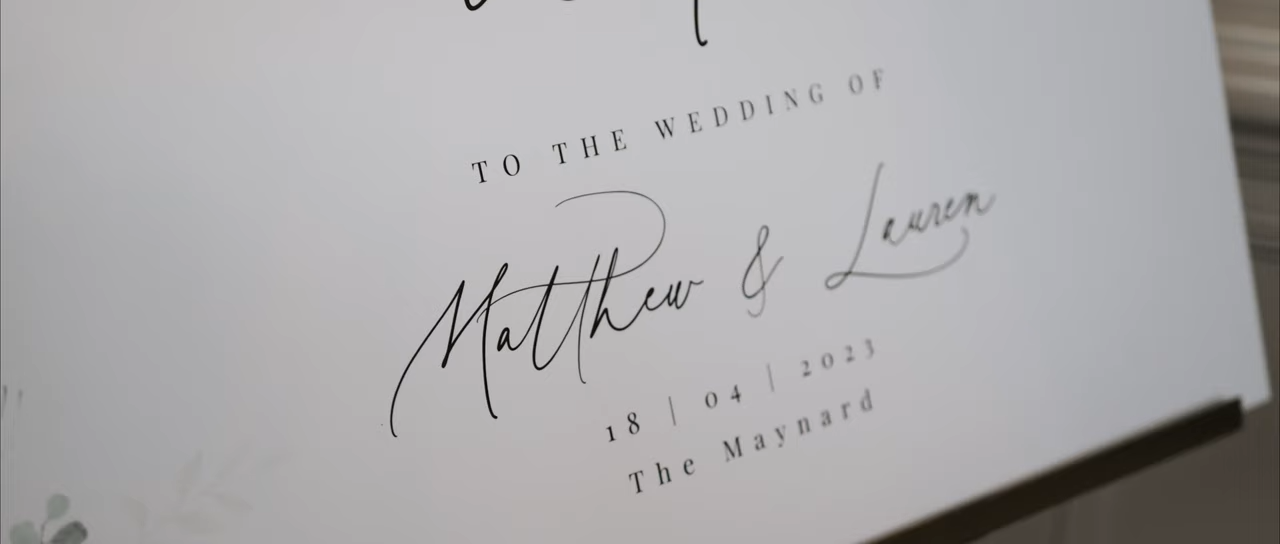 TO THE WEDDING OF
Matthew & Lauren
18 | 04 | 2023
The Maynard